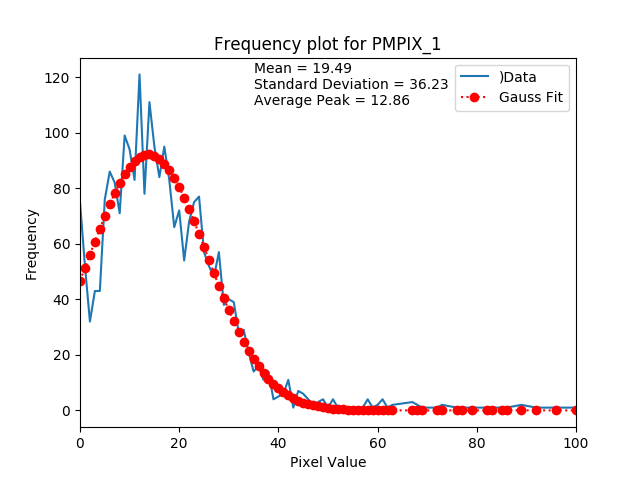 Frequency plot for PMPIX_1
Mean = 19.49
Standard Deviation = 36.23
Average Peak = 12.86
)Data
Gauss Fit
Frequency
120
100
80
60
40
20
0
0 20 40 60 80 100
Pixel Value